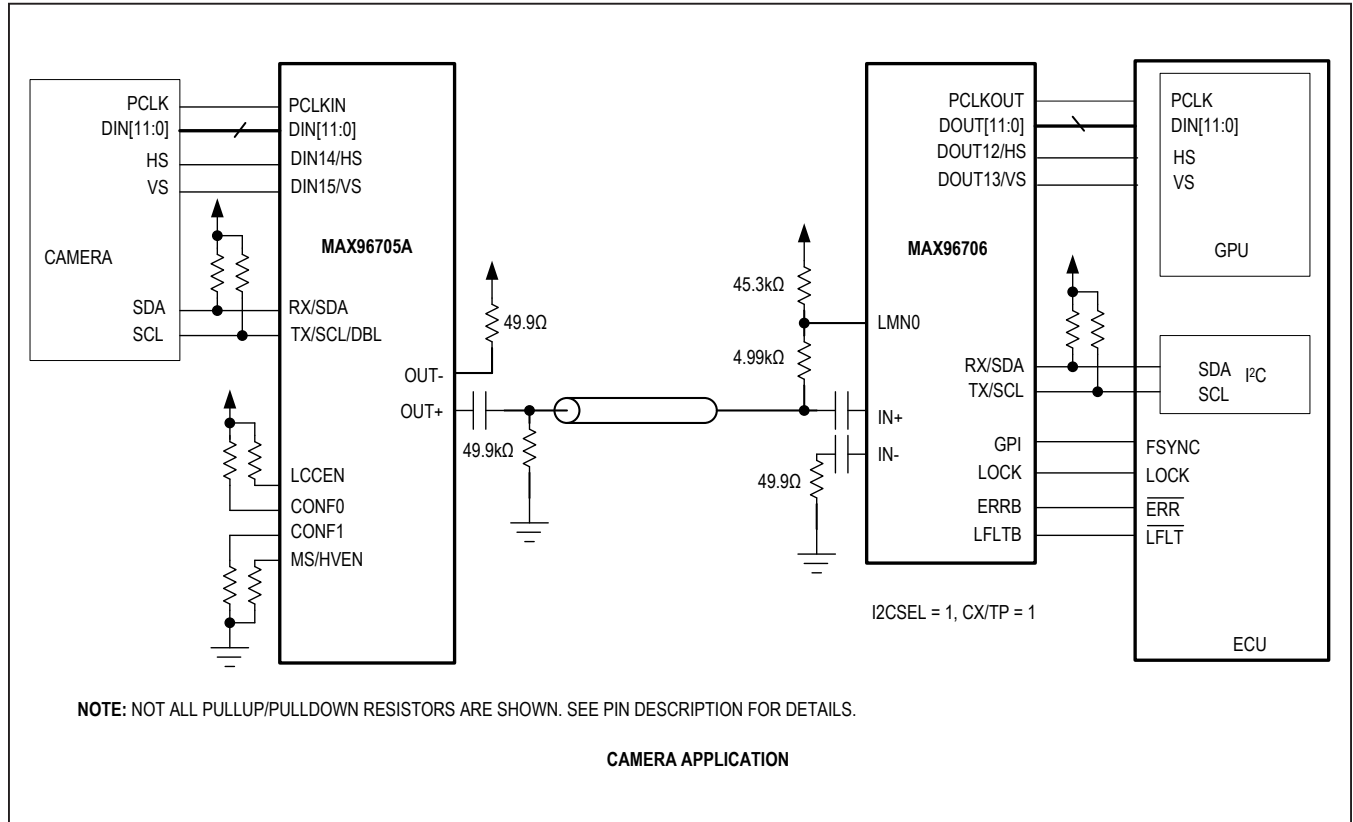 PCLK
DIN[11:0]
HS
VS
CAMERA
SDA
SCL
PCLKIN
DIN[11:0]
DIN14/HS
DIN15/VS
MAX96705A
RX/SDA
TX/SCL/DBL
OUT-
OUT+
LCCEN
CONF0
CONF1
MS/HVEN
49.9Ω
49.9kΩ
45.3kΩ
4.99kΩ
49.9Ω
PCLKOUT
DOUT[11:0]
DOUT12/HS
DOUT13/VS
MAX96706
LMN0
RX/SDA
TX/SCL
IN+
IN-
GPI
LOCK
ERRB
LFLTB
I2CSEL = 1, CX/TP = 1
PCLK
DIN[11:0]
HS
VS
GPU
SDA I²C
SCL
FSYNC
LOCK
ERR
LFLT
ECU
NOTE: NOT ALL PULLUP/PULLDOWN RESISTORS ARE SHOWN. SEE PIN DESCRIPTION FOR DETAILS.
CAMERA APPLICATION